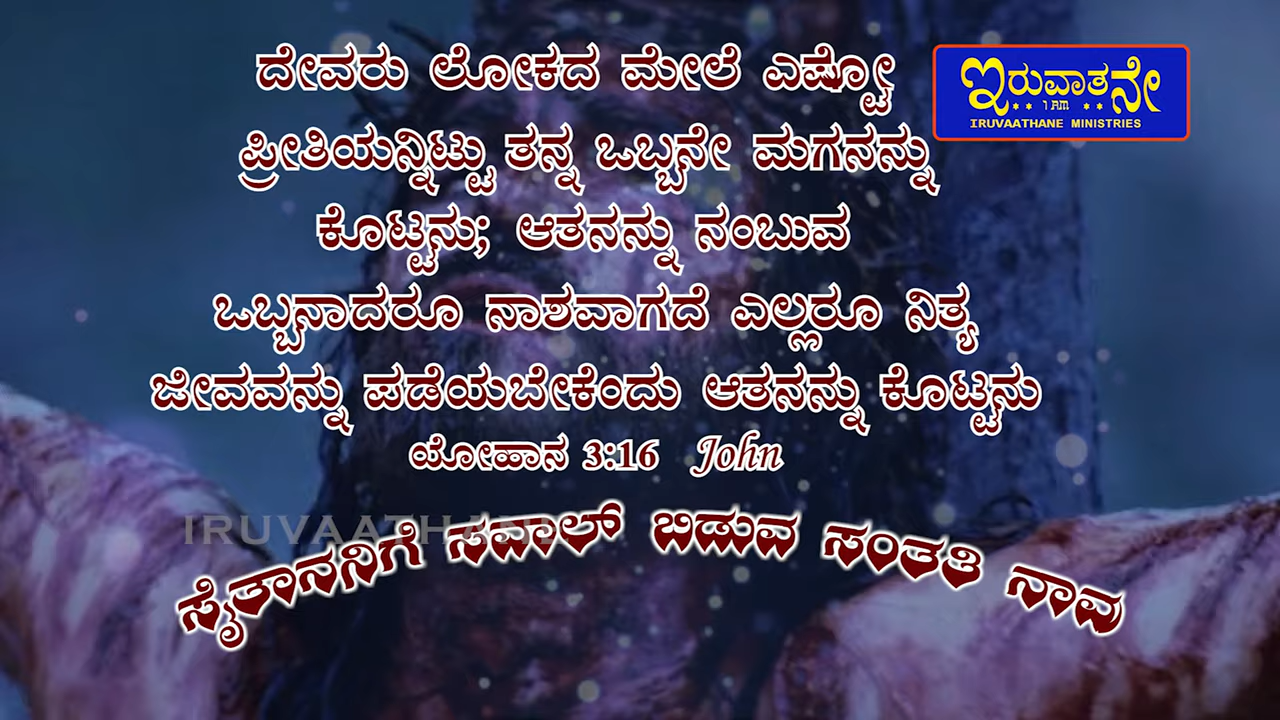 ದೇವರು ಲೋಕದ ಮೇಲೆ ಎಷ್ಟೋ
ಪ್ರೀತಿಯನ್ನಿಟ್ಟು ತನ್ನ ಒಬ್ಬನೇ ಮಗನನ್ನು
ಕೊಟ್ಟನು; ಆತನನ್ನು ನಂಬುವ
ಒಬ್ಬನಾದರೂ ನಾಶವಾಗದೆ ಎಲ್ಲರೂ ನಿತ್ಯ
ಜೀವವನ್ನು ಪಡೆಯಬೇಕೆಂದು ಆತನನ್ನು ಕೊಟ್ಟನು
ಯೋಹಾನ 3:16 John
ಇರುವಾತನೇ
** I AM **
IRUVAATHANE MINISTRIES
IRUVAATHANE
ಸೈತಾನನಿಗೆ ಸವಾಲ್ ಬಿಡುವ ಸಂತತಿ ನಾವು